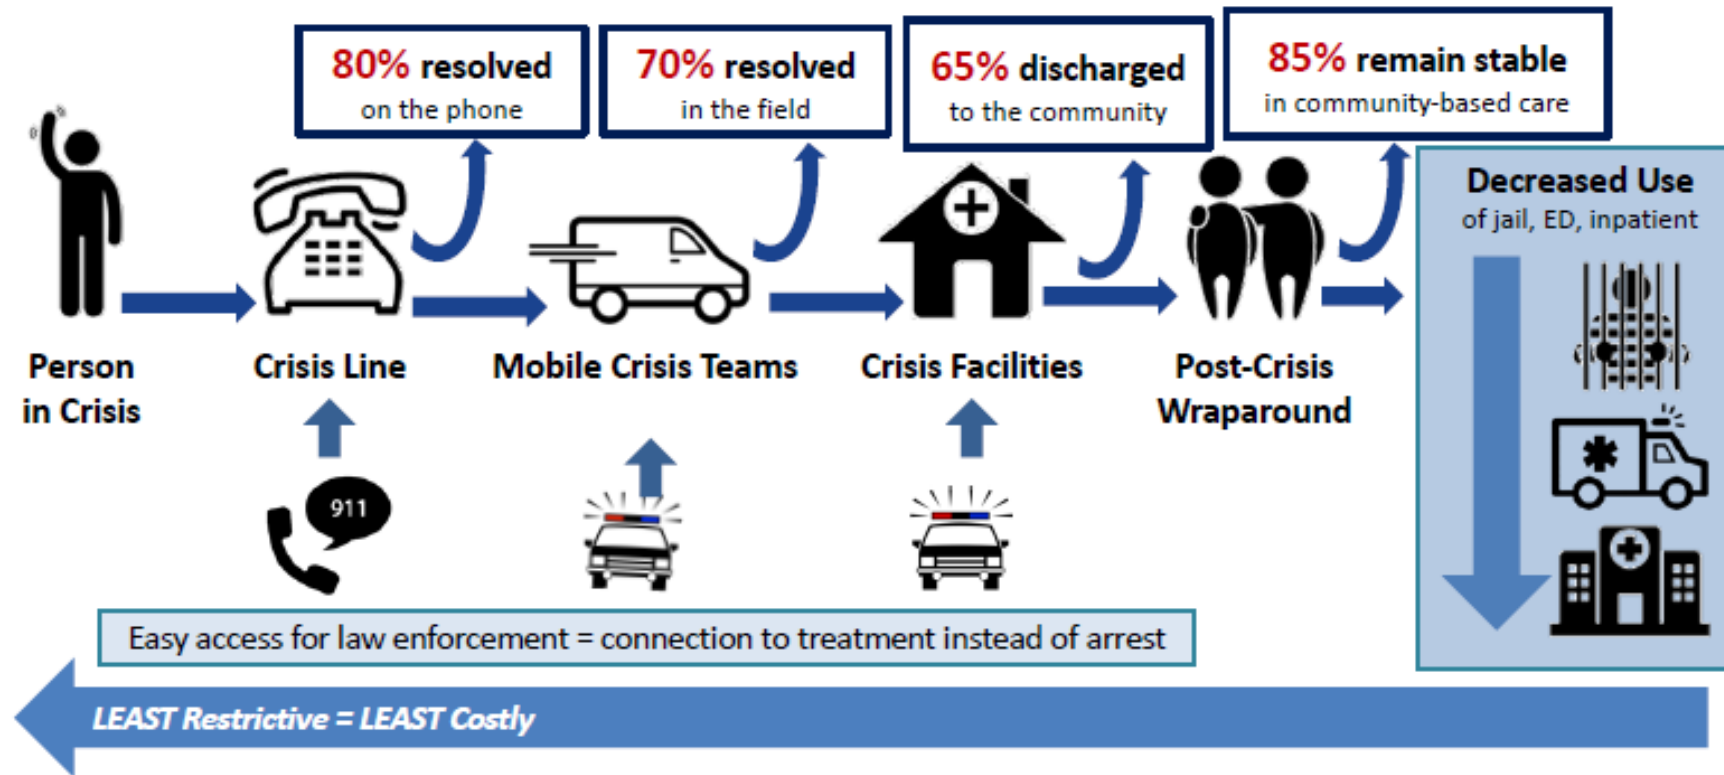 80% resolved
on the phone
70% resolved
in the field
65% discharged
to the community
85% remain stable
in community-based care
Decreased Use
of jail, ED, inpatient
Person
in Crisis
Crisis Line
Mobile Crisis Teams
Crisis Facilities
Post-Crisis
Wraparound
911
Easy access for law enforcement = connection to treatment instead of arrest
LEAST Restrictive = LEAST Costly